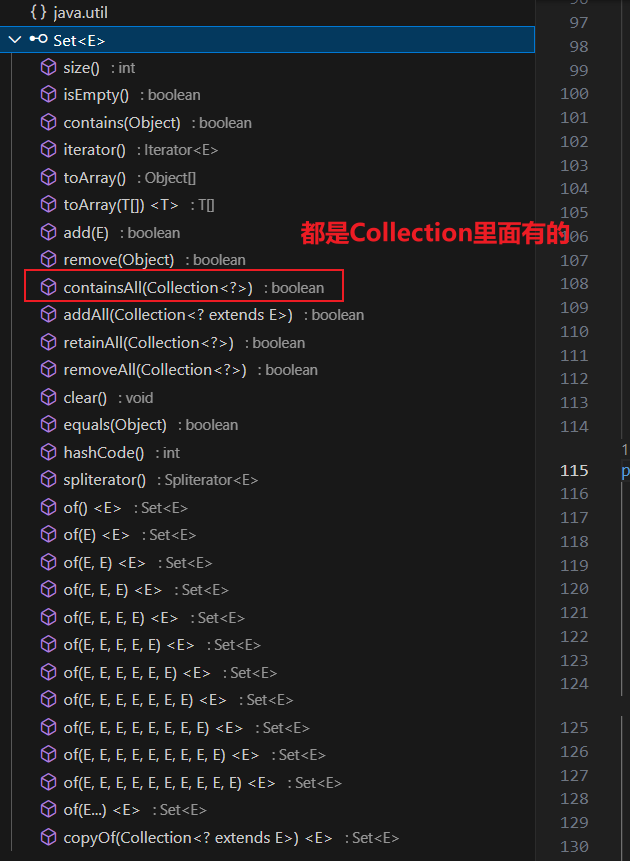 {} java.util
Set<E>
size() : int
isEmpty() : boolean
contains(Object) : boolean
iterator() : Iterator<E>
toArray() : Object[]
toArray(T[]) <T> : T[]
add(E) : boolean
都是Collection里面有的
remove(Object) : boolean
containsAll(Collection<?>) : boolean
addAll(Collection<? extends E>) : boolean
retainAll(Collection<?>) : boolean
removeAll(Collection<?>) : boolean
clear() : void
equals(Object) : boolean
hashCode() : int
spliterator() : Spliterator<E>
of() <E> : Set<E>
of(E) <E> : Set<E>
of(E, E) <E> : Set<E>
of(E, E, E) <E> : Set<E>
of(E, E, E, E) <E> : Set<E>
of(E, E, E, E, E) <E> : Set<E>
of(E, E, E, E, E, E) <E> : Set<E>
of(E, E, E, E, E, E, E) <E> : Set<E>
of(E, E, E, E, E, E, E, E) <E> : Set<E>
of(E, E, E, E, E, E, E, E, E) <E> : Set<E>
of(E, E, E, E, E, E, E, E, E, E) <E> : Set<E>
of(E...) <E> : Set<E>
copyOf(Collection<? extends E>) <E> : Set<E>
97
98
99
100
101
102
103
104
105
106
107
108
109
110
111
112
113
114
1
115 p
116
117
118
119
120
121
122
123
124
125
126
127
128
129
130